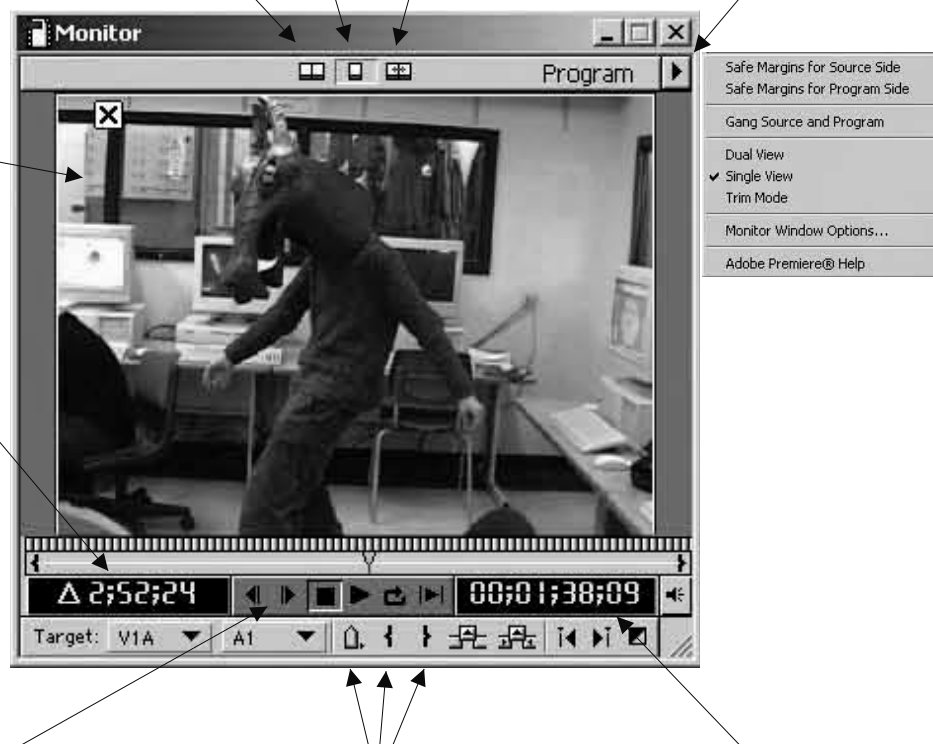 Monitor
Program
Safe Margins for Source Side
Safe Margins for Program Side
Gang Source and Program
Dual View
Single View
Trim Mode
Monitor Window Options...
Adobe Premiere® Help
Δ 2;52;24
00;01;38;09
Target: V1A A1